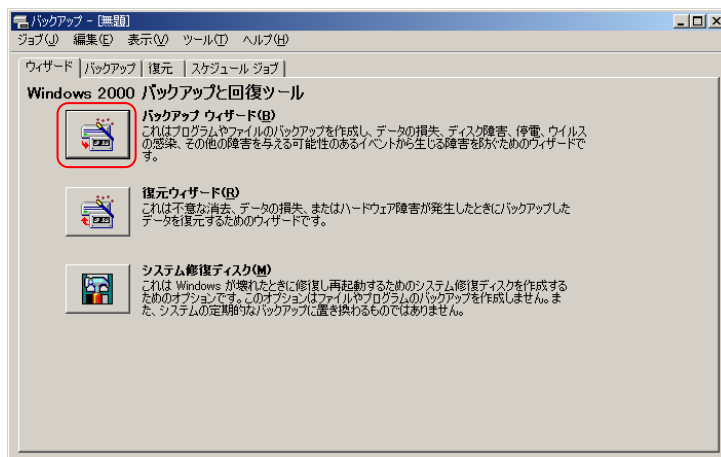 バックアップ - [無題]
ジョブ(J) 編集(E) 表示(V) ツール(T) ヘルプ(H)
ウィザード バックアップ 復元 スケジュール ジョブ
Windows 2000 バックアップと回復ツール
バックアップ ウィザード(B)
これはプログラムやファイルのバックアップを作成し、データの損失、ディスク障害、停電、ウイルス
の感染、その他の障害を与える可能性のあるイベントから生じる障害を防ぐためのウィザードで
す。
復元ウィザード(R)
これは不意な消去、データの損失、またはハードウェア障害が発生したときにバックアップした
データを復元するためのウィザードです。
システム修復ディスク(M)
これは Windows が壊れたときに修復し再起動するためのシステム修復ディスクを作成する
ためのオプションです。このオプションはファイルやプログラムのバックアップを作成しません。ま
た、システムの定期的なバックアップに置き換わるものではありません。